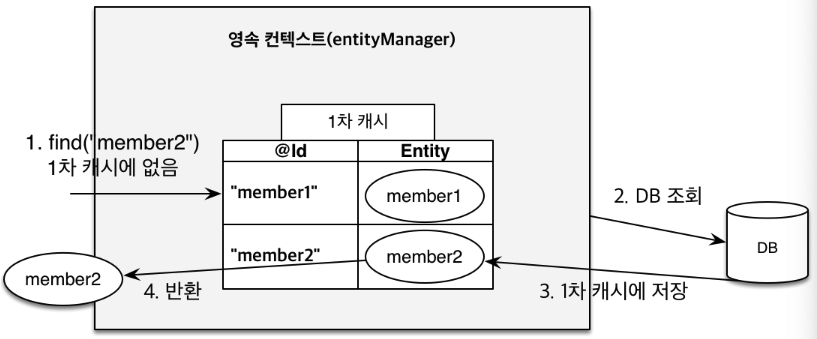 영속 컨텍스트(entityManager)
1차 캐시
1. find("member2")
1차 캐시에 없음
@Id
Entity
"member1"
member1
2. DB 조회
"member2"
member2
DB
member2
4. 반환
3. 1차 캐시에 저장